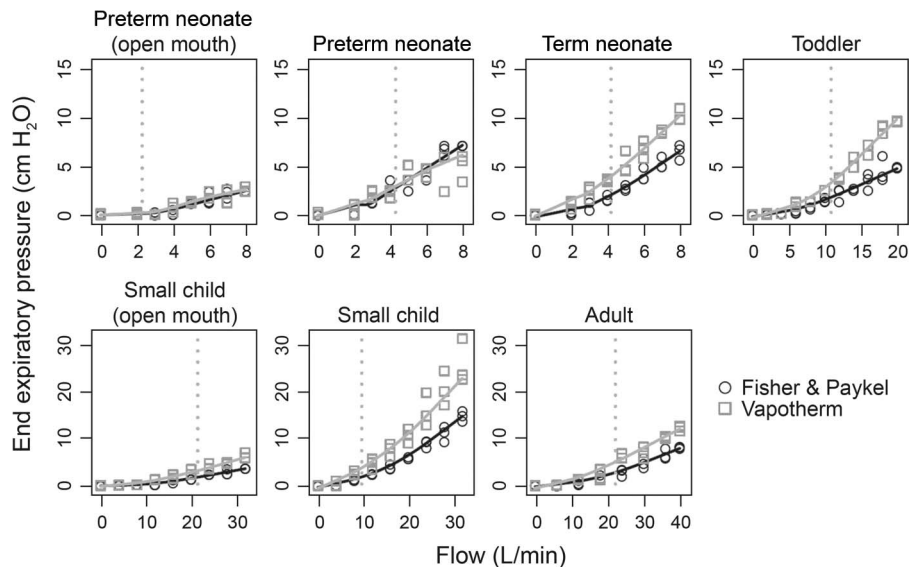 Preterm neonate
(open mouth)
Preterm neonate
Term neonate
Toddler
15
10
5
0
0 2 4 6 8
15
10
5
0
0 2 4 6 8
15
10
5
0
0 2 4 6 8
15
10
5
0
0 5 10 15 20
End expiratory pressure (cm H₂O)
Small child
(open mouth)
Small child
Adult
30
20
10
0
0 10 20 30
30
20
10
0
0 10 20 30
30
20
10
0
0 10 20 30 40
Fisher & Paykel
Vapotherm
Flow (L/min)